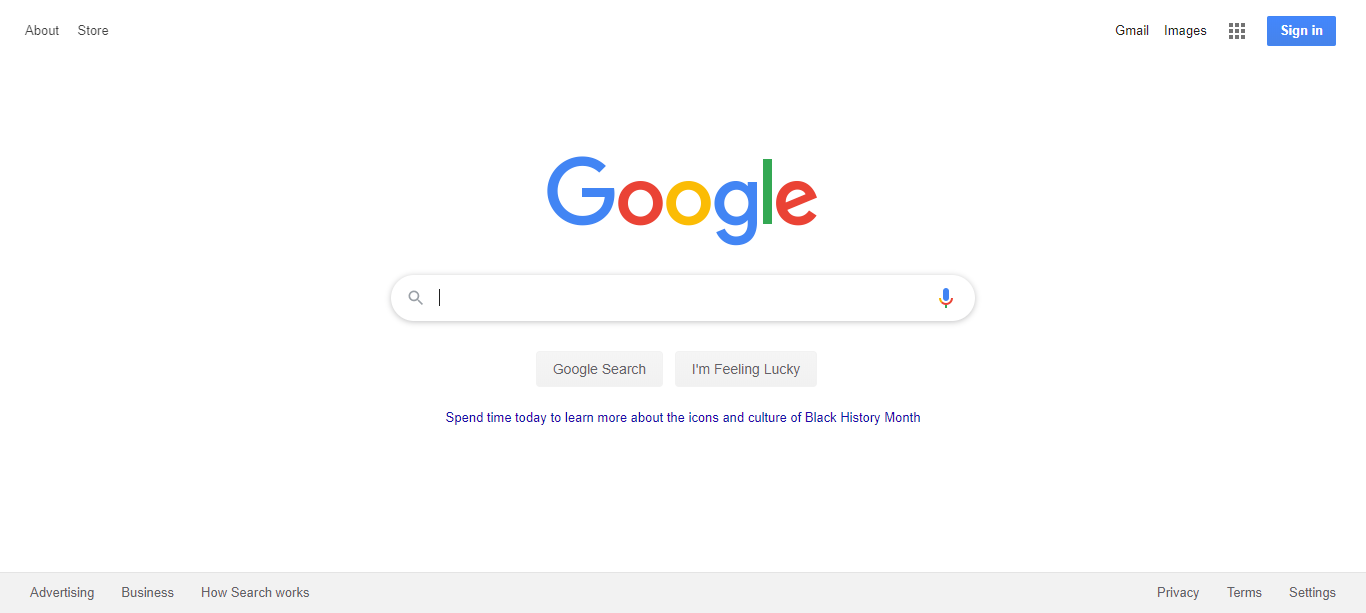 About Store
Gmail Images Sign in
Google
Google Search I'm Feeling Lucky
Spend time today to learn more about the icons and culture of Black History Month
Advertising Business How Search works
Privacy Terms Settings